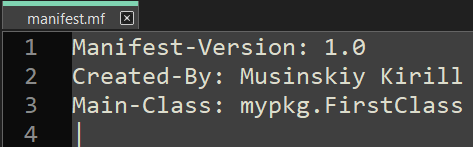 manifest.mf
1 Manifest-Version: 1.0
2 Created-By: Musinskiy Kirill
3 Main-Class: mypkg.FirstClass
4